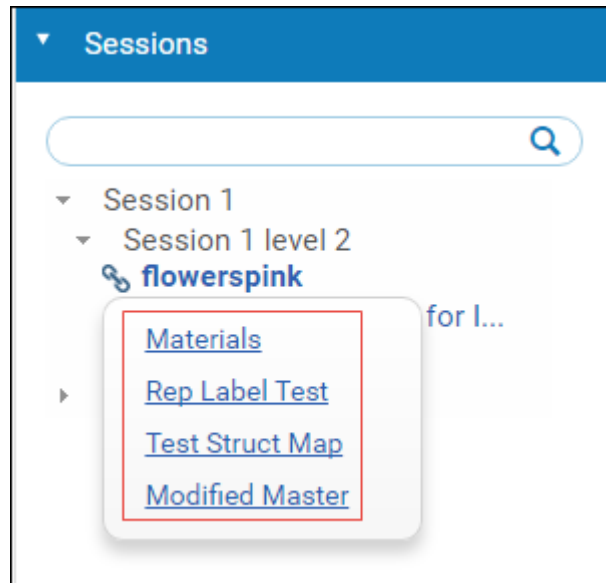 Sessions
Session 1
Session 1 level 2
flowerspink
for I...
Materials
Rep Label Test
Test Struct Map
Modified Master